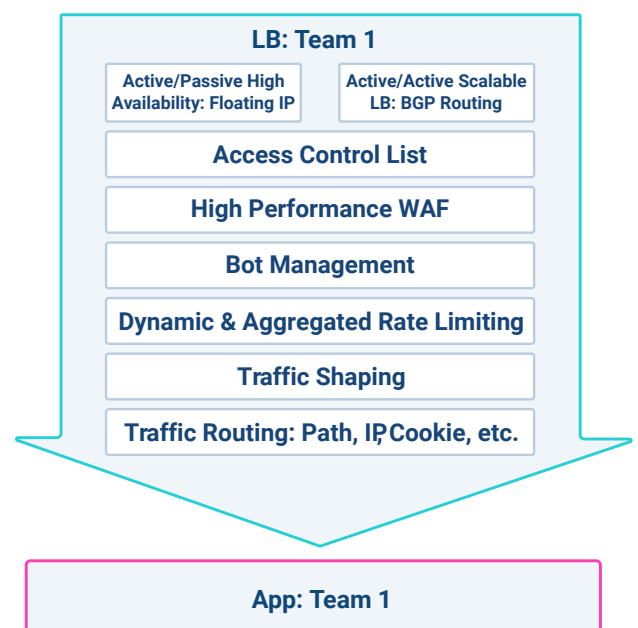 LB: Team 1
Active/Passive High
Availability: Floating IP
Active/Active Scalable
LB: BGP Routing
Access Control List
High Performance WAF
Bot Management
Dynamic & Aggregated Rate Limiting
Traffic Shaping
Traffic Routing: Path, IP, Cookie, etc.
App: Team 1